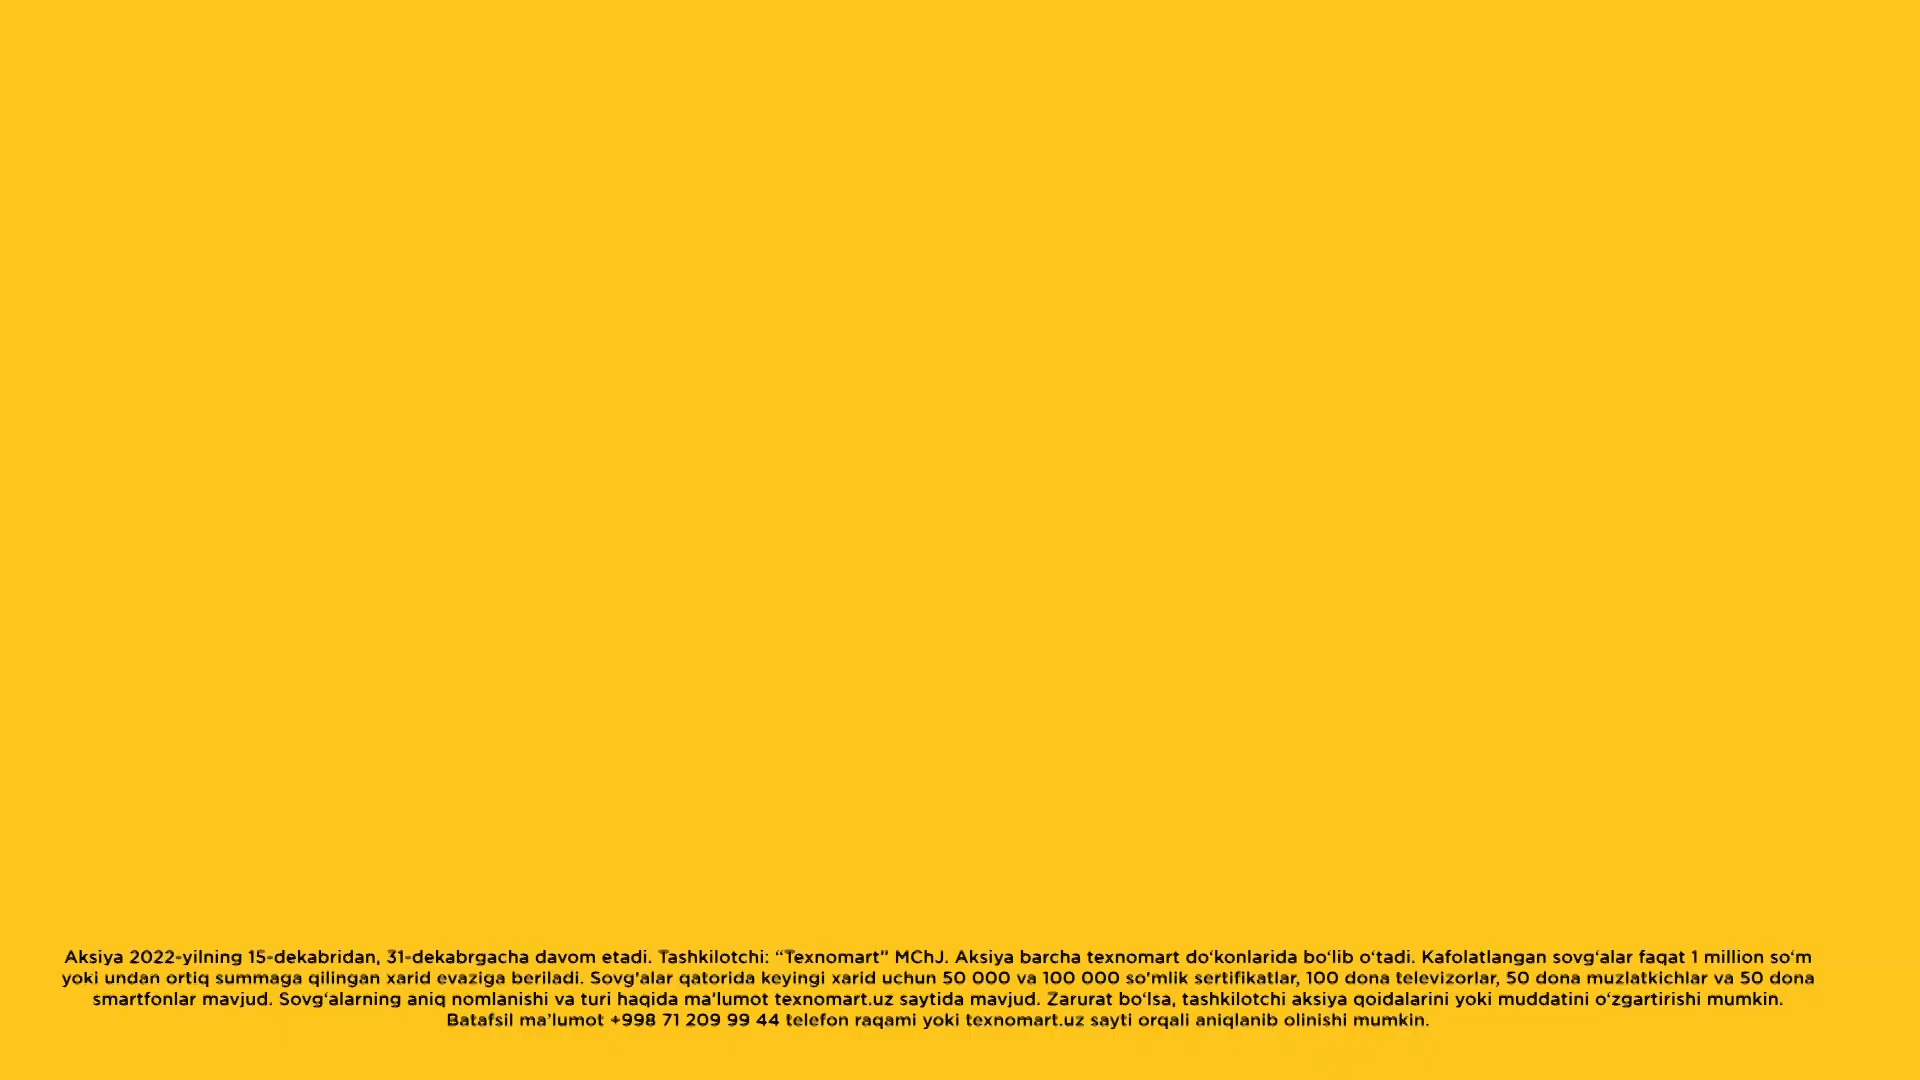 Aksiya 2022-yilning 15-dekabridan, 31-dekabrgacha davom etadi. Tashkilotchi: “Texnomart” MChJ. Aksiya barcha texnomart do‘konlarida bo‘lib o‘tadi. Kafolatlangan sovg‘alar faqat 1 million so‘m
yoki undan ortiq summaga qilingan xarid evaziga beriladi. Sovg'alar qatorida keyingi xarid uchun 50 000 va 100 000 so'mlik sertifikatlar, 100 dona televizorlar, 50 dona muzlatkichlar va 50 dona
smartfonlar mavjud. Sovg‘alarning aniq nomlanishi va turi haqida ma'lumot texnomart.uz saytida mavjud. Zarurat bo‘lsa, tashkilotchi aksiya qoidalarini yoki muddatini o‘zgartirishi mumkin.
Batafsil ma’lumot +998 71 209 99 44 telefon raqami yoki texnomart.uz sayti orqali aniqlanib olinishi mumkin.